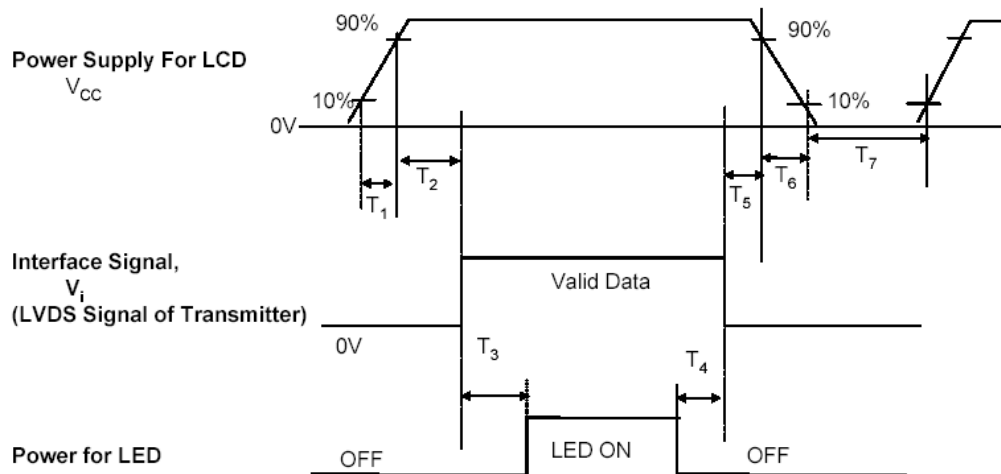 90%
90%
Power Supply For LCD
V_CC
10%
10%
0V
T_1
T_2
T_5
T_6
T_7
Interface Signal,
V_i
(LVDS Signal of Transmitter)
Valid Data
0V
T_3
T_4
Power for LED
OFF
LED ON
OFF